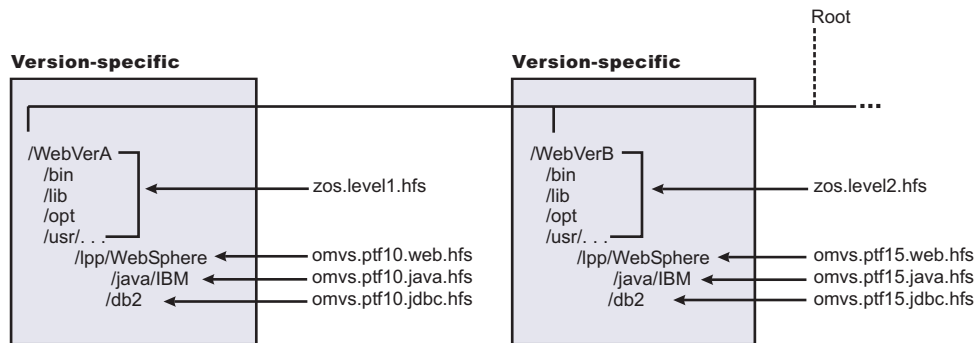 Root
Version-specific
/WebVerA
/bin
/lib
/opt
/usr/. . .
/lpp/WebSphere
/java/IBM
/db2
zos.level1.hfs
omvs.ptf10.web.hfs
omvs.ptf10.java.hfs
omvs.ptf10.jdbc.hfs
Version-specific
...
/WebVerB
/bin
/lib
/opt
/usr/. . .
/lpp/WebSphere
/java/IBM
/db2
zos.level2.hfs
omvs.ptf15.web.hfs
omvs.ptf15.java.hfs
omvs.ptf15.jdbc.hfs